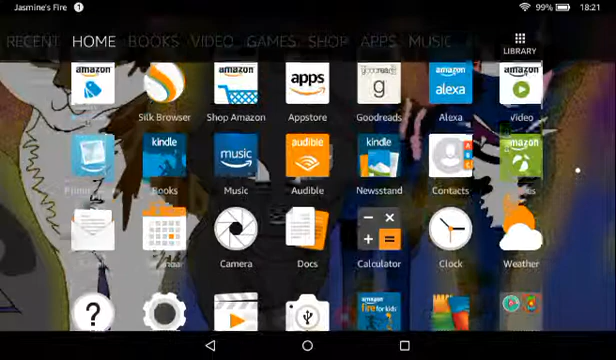 Jasmine's Fire 1 99% 18:21
RECENT HOME BOOKS VIDEO GAMES SHOP APPS MUSIC
LIBRARY
amazon amazon apps goodreads amazon alexa amazon
Silk Browser Shop Amazon Appstore Goodreads Alexa Video
kindle music audible kindle amazon
Books Music Audible Newsstand Contacts
Camera Docs Calculator Clock Weather
amazon fire for kids